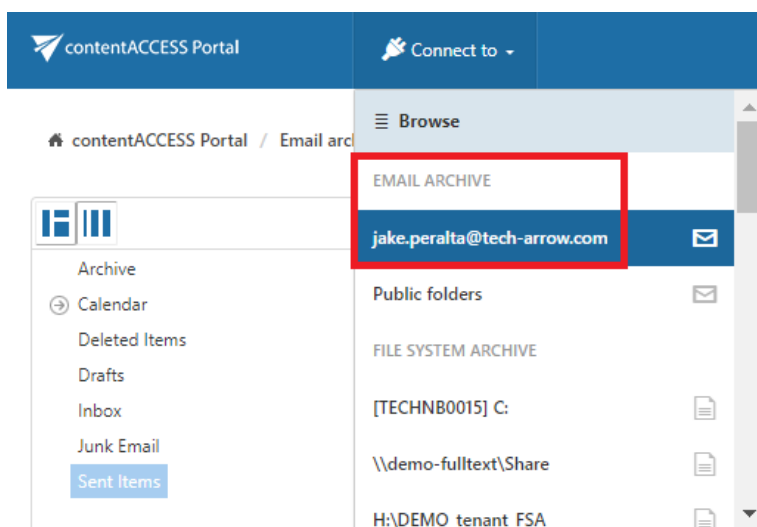 contentACCESS Portal
Connect to
contentACCESS Portal / Email arc
Archive
Calendar
Deleted Items
Drafts
Inbox
Junk Email
Sent Items
Browse
EMAIL ARCHIVE
jake.peralta@tech-arrow.com
Public folders
FILE SYSTEM ARCHIVE
[TECHNB0015] C:
\\demo-fulltext\Share
H:\DEMO tenant FSA